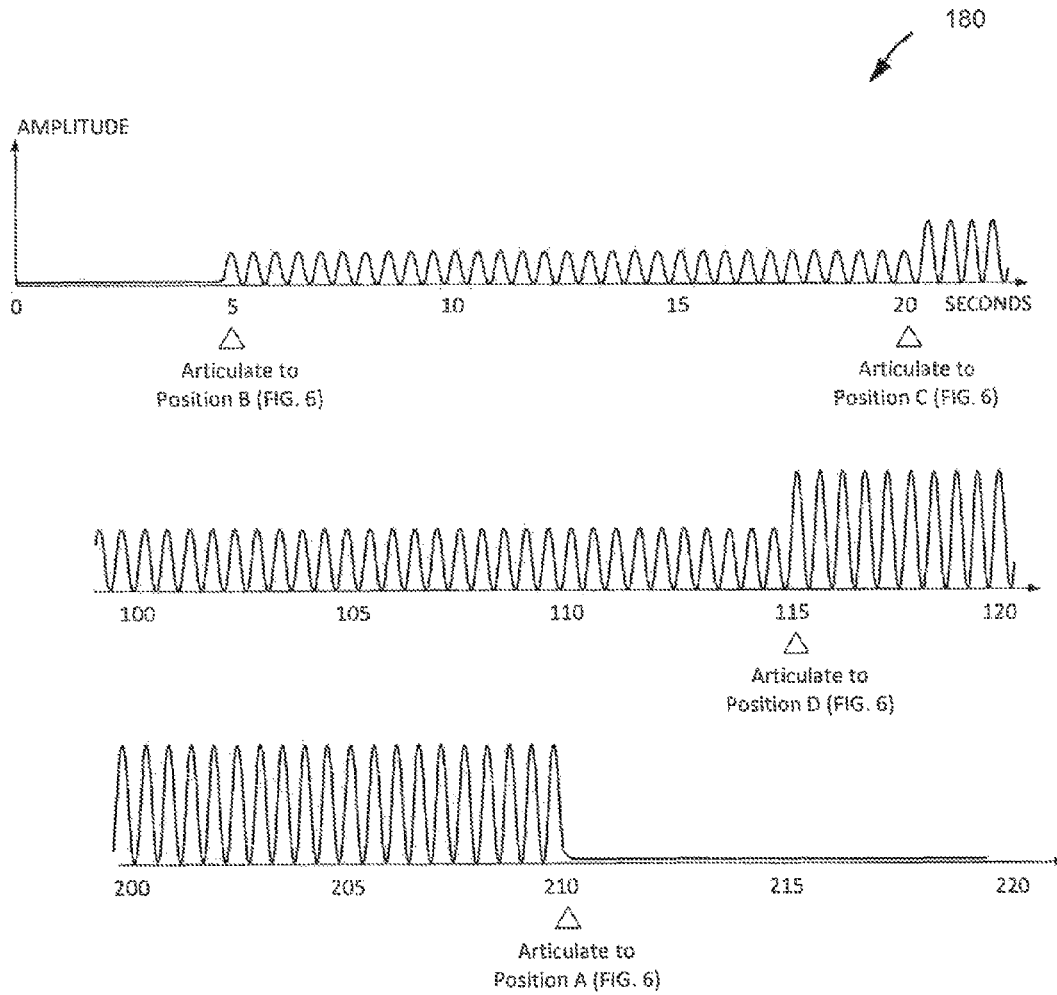 180
AMPLITUDE
0 5 10 15 20 SECONDS
Articulate to
Position B (FIG. 6)
Articulate to
Position C (FIG. 6)
100 105 110 115 120
Articulate to
Position D (FIG. 6)
200 205 210 215 220
Articulate to
Position A (FIG. 6)